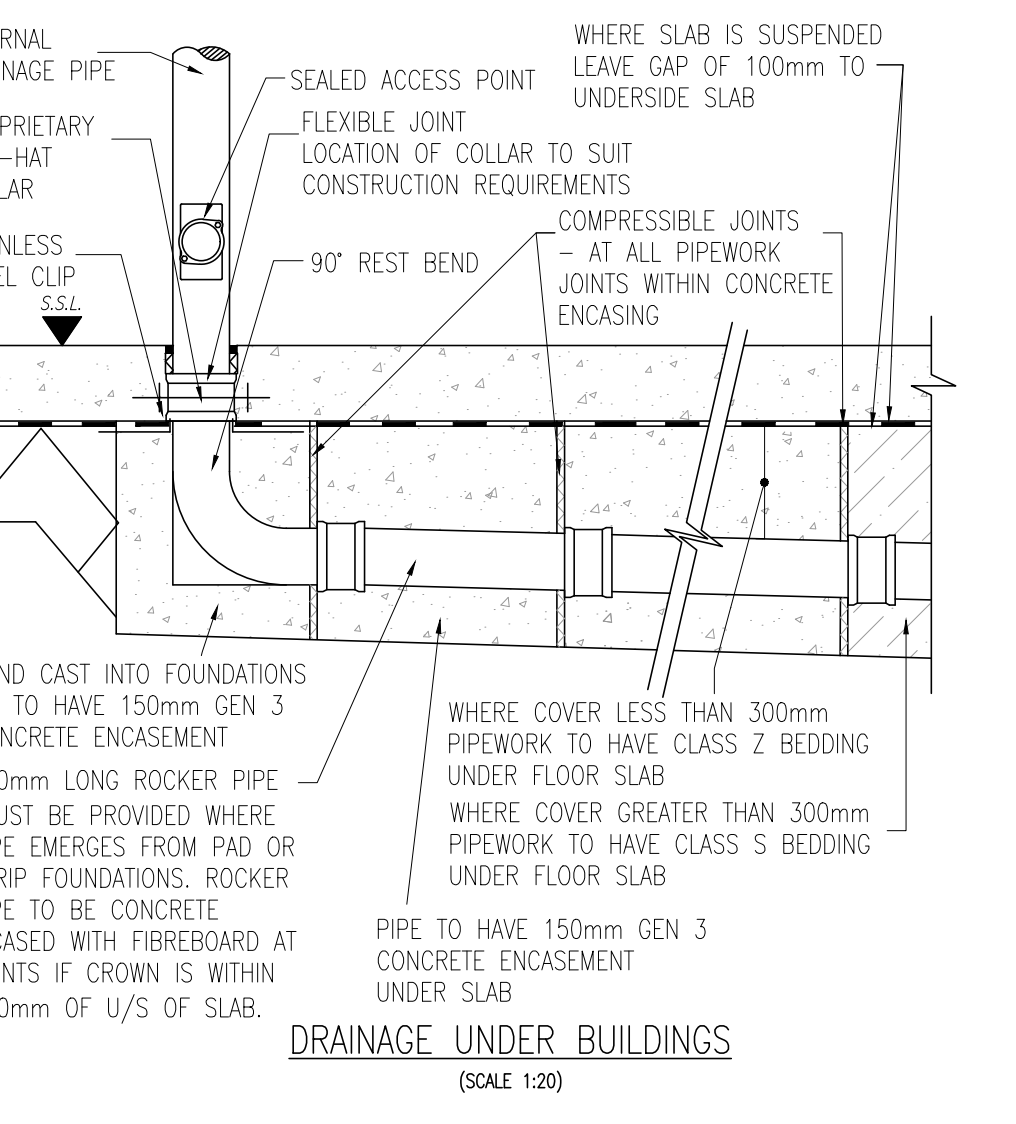 RNAL
NAGE PIPE
PRIETARY
-HAT
LAR
NLESS
EL CLIP
S.S.L.
SEALED ACCESS POINT
FLEXIBLE JOINT
LOCATION OF COLLAR TO SUIT
CONSTRUCTION REQUIREMENTS
90° REST BEND
WHERE SLAB IS SUSPENDED
LEAVE GAP OF 100mm TO
UNDERSIDE SLAB
COMPRESSIBLE JOINTS
- AT ALL PIPEWORK
JOINTS WITHIN CONCRETE
ENCASING
ND CAST INTO FOUNDATIONS
TO HAVE 150mm GEN 3
NCRETE ENCASEMENT
0mm LONG ROCKER PIPE
UST BE PROVIDED WHERE
PE EMERGES FROM PAD OR
RIP FOUNDATIONS. ROCKER
PE TO BE CONCRETE
CASED WITH FIBREBOARD AT
NTS IF CROWN IS WITHIN
0mm OF U/S OF SLAB.
WHERE COVER LESS THAN 300mm
PIPEWORK TO HAVE CLASS Z BEDDING
UNDER FLOOR SLAB
WHERE COVER GREATER THAN 300mm
PIPEWORK TO HAVE CLASS S BEDDING
UNDER FLOOR SLAB
PIPE TO HAVE 150mm GEN 3
CONCRETE ENCASEMENT
UNDER SLAB
DRAINAGE UNDER BUILDINGS
(SCALE 1:20)